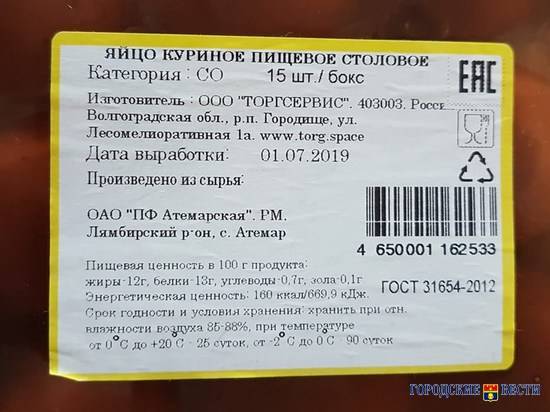 ЯЙЦО КУРИНОЕ ПИЩЕВОЕ СТОЛОВОЕ
Категория : СО 15 шт./ бокс
ЕАС
Изготовитель : ООО "ТОРГСЕРВИС". 403003. Россия
Волгоградская обл., р.п. Городище, ул.
Лесомелиоративная 1а. www.torg.space
Дата выработки: 01.07.2019
Произведено из сырья:
ОАО "ПФ Атемарская". РМ.
Лямбирский р-он, с. Атемар
4 650001 162533
Пищевая ценность в 100 г продукта:
жиры-12г, белки-13г, углеводы-0,7г, зола-0,1г
Энергетическая ценность: 160 ккал/669,9 кДж.
ГОСТ 31654-2012
Срок годности и условия хранения: хранить при отн.
влажности воздуха 85-88%, при температуре
от 0°С до +20°С - 25 суток, от -2°С до 0°С - 90 суток
ГОРОДСКИЕ ВЕСТИ